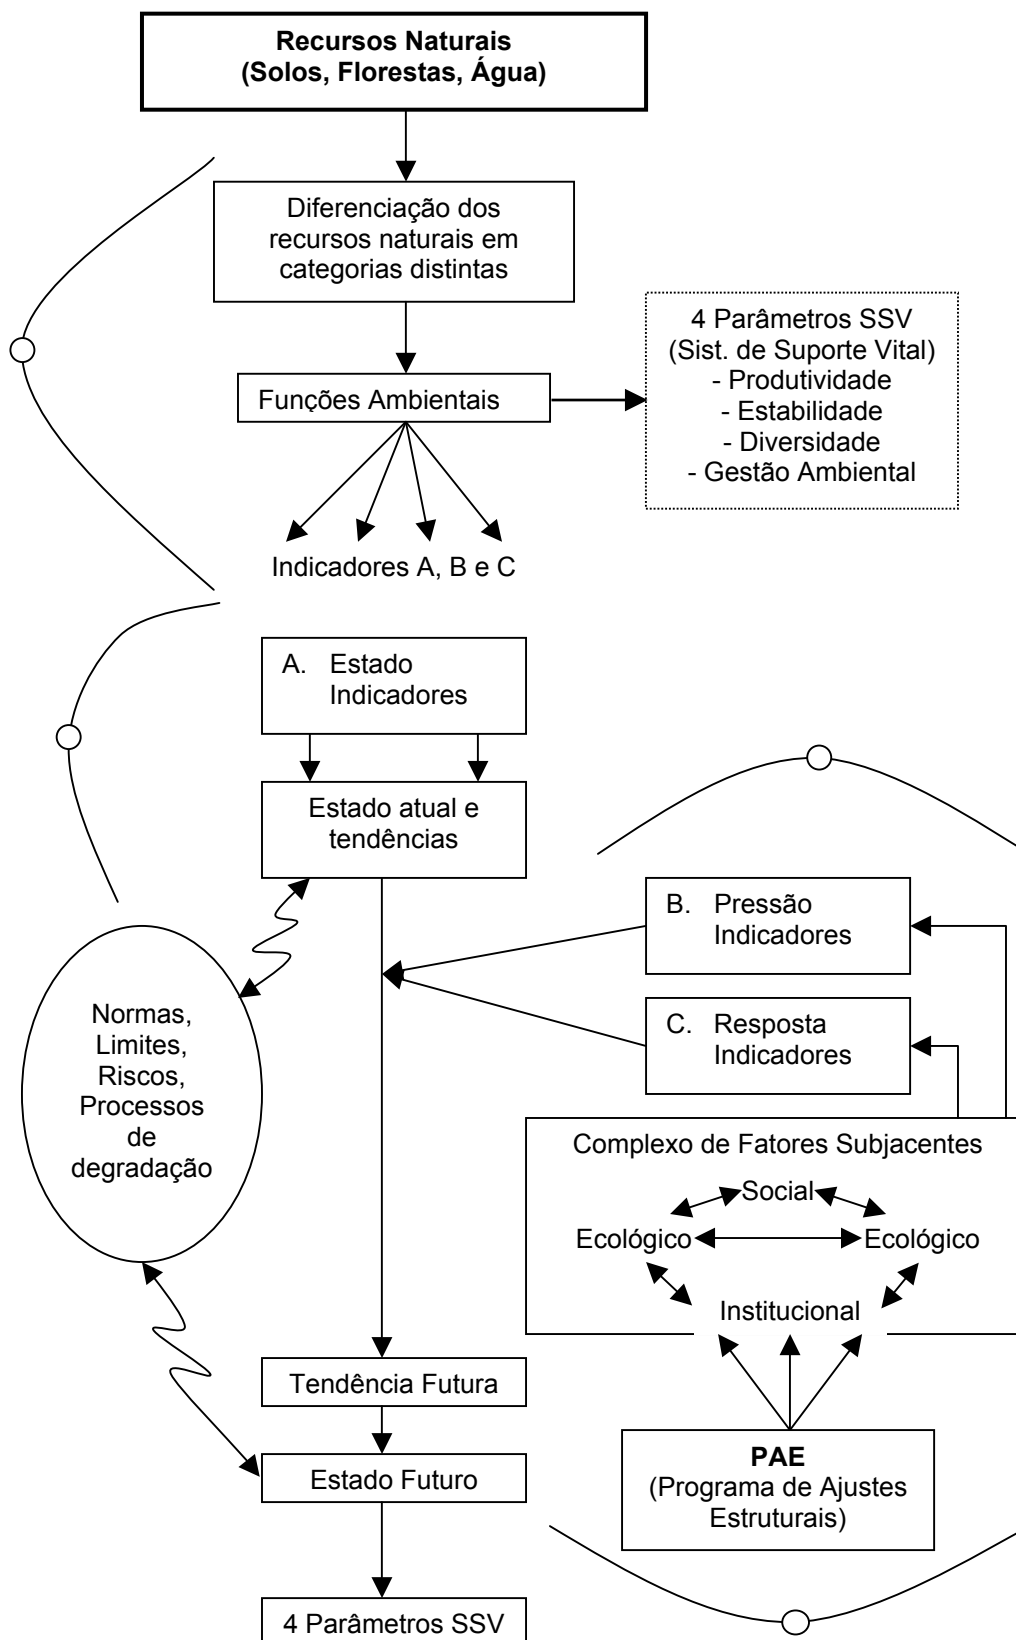 Recursos Naturais
(Solos, Florestas, Água)
Diferenciação dos
recursos naturais em
categorias distintas
4 Parâmetros SSV
(Sist. de Suporte Vital)
- Produtividade
- Estabilidade
- Diversidade
- Gestão Ambiental
Funções Ambientais
Indicadores A, B e C
A. Estado
Indicadores
Estado atual e
tendências
B. Pressão
Indicadores
C. Resposta
Indicadores
Normas,
Limites,
Riscos,
Processos
de
degradação
Complexo de Fatores Subjacentes
Social
Ecológico Ecológico
Institucional
Tendência Futura
Estado Futuro
PAE
(Programa de Ajustes
Estruturais)
4 Parâmetros SSV